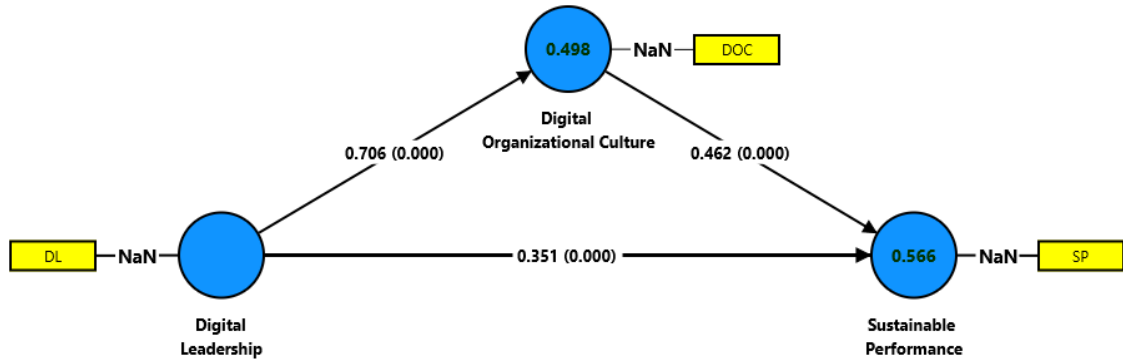 0.498
NaN
DOC
Digital
Organizational Culture
0.706 (0.000)
0.462 (0.000)
DL
NaN
0.351 (0.000)
0.566
NaN
SP
Digital
Leadership
Sustainable
Performance